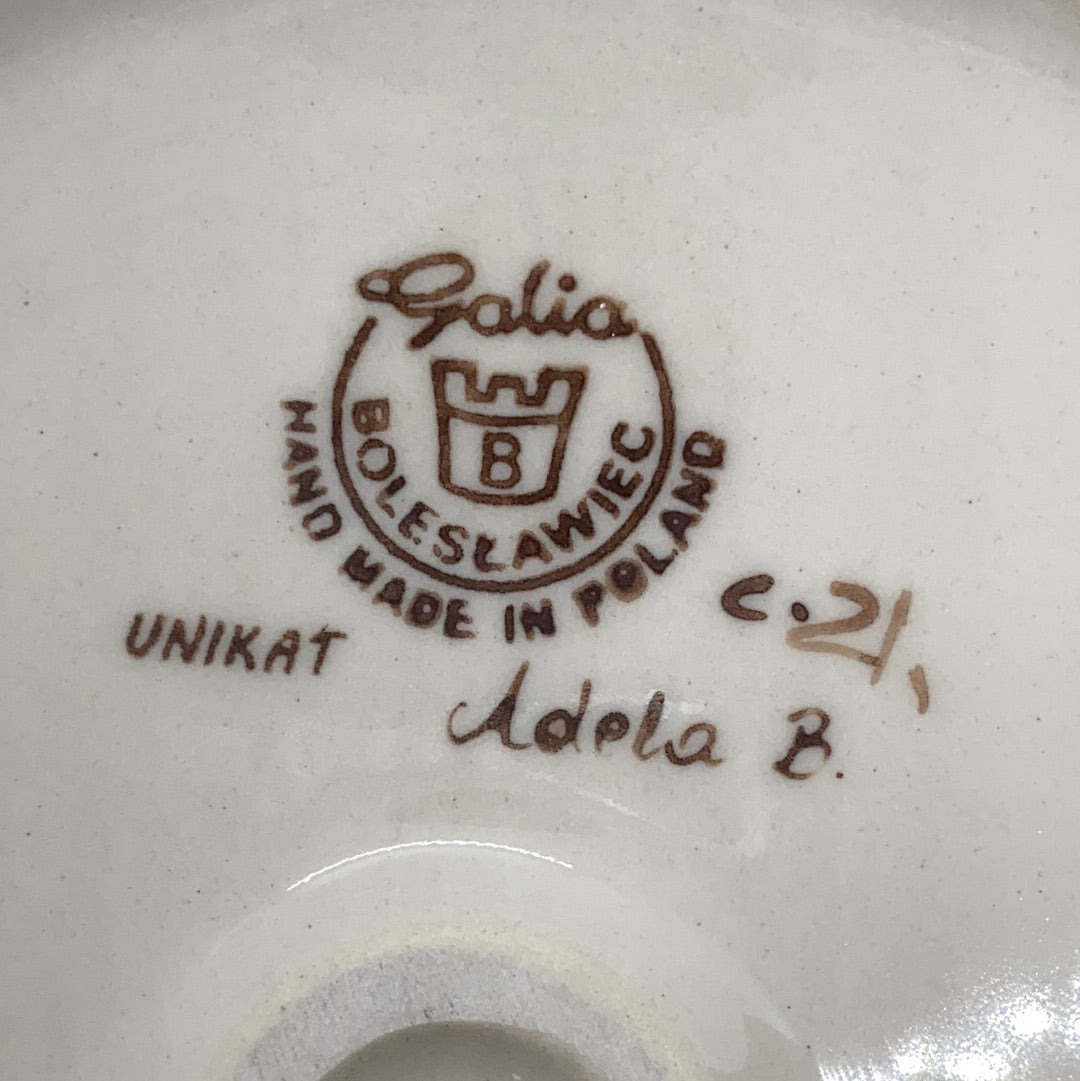 Galia
B
BOLESŁAWIEC
HAND MADE IN POLAND
C.21,
UNIKAT
Adela B.